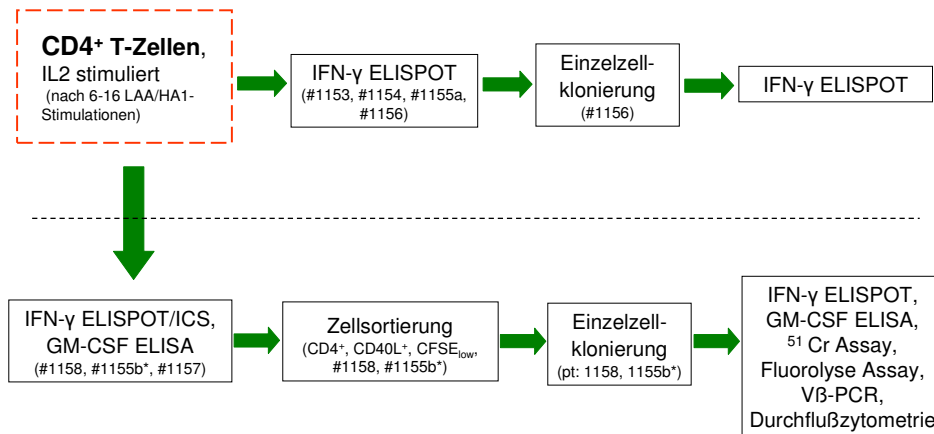 CD4⁺ T-Zellen,
IL2 stimuliert
(nach 6-16 LAA/HA1-
Stimulationen)
IFN-γ ELISPOT
(#1153, #1154, #1155a,
#1156)
Einzelzell-
klonierung
(#1156)
IFN-γ ELISPOT
IFN-γ ELISPOT/ICS,
GM-CSF ELISA
(#1158, #1155b*, #1157)
Zellsortierung
(CD4⁺, CD40L⁺, CFSElow,
#1158, #1155b*)
Einzelzell-
klonierung
(pt: 1158, 1155b*)
IFN-γ ELISPOT,
GM-CSF ELISA,
⁵¹ Cr Assay,
Fluorolyse Assay,
Vß-PCR,
Durchflußzytometrie